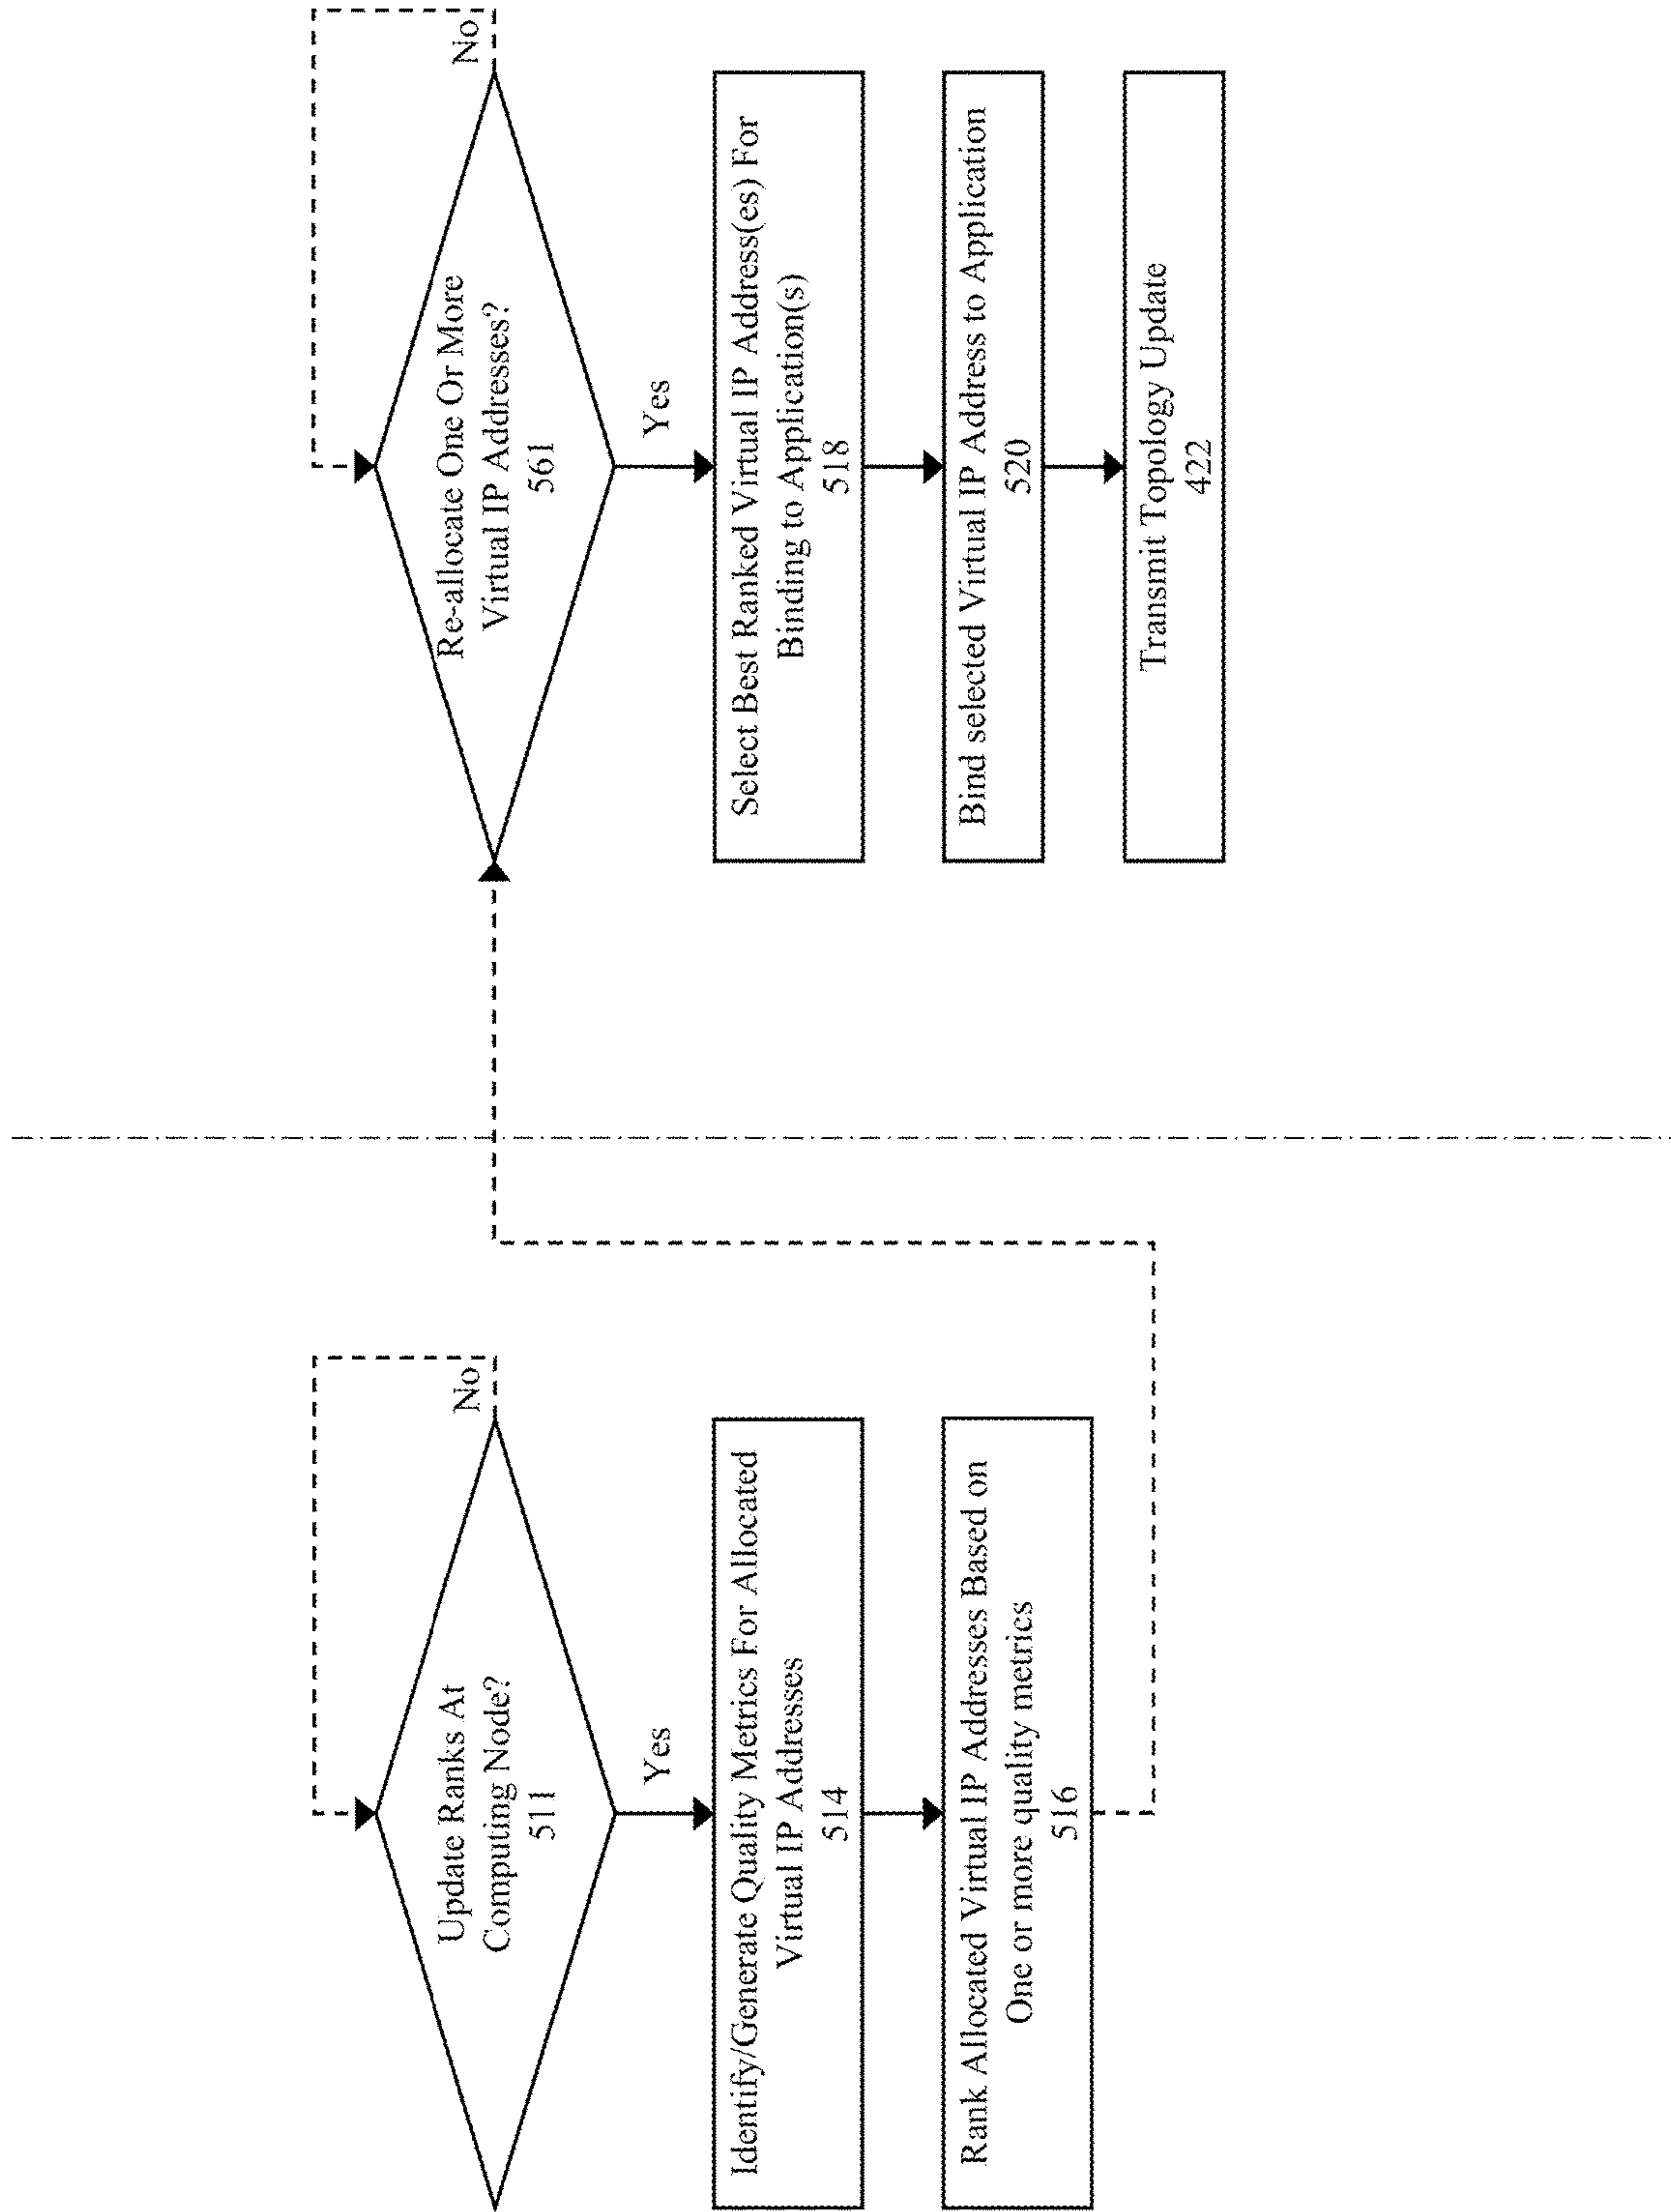 Update Ranks At
Computing Node?
511
No
Yes
Identify/Generate Quality Metrics For Allocated
Virtual IP Addresses
514
Rank Allocated Virtual IP Addresses Based on
One or more quality metrics
516
Re-allocate One Or More
Virtual IP Addresses?
561
No
Yes
Select Best Ranked Virtual IP Address(es) For
Binding to Application(s)
518
Bind selected Virtual IP Address to Application
520
Transmit Topology Update
422